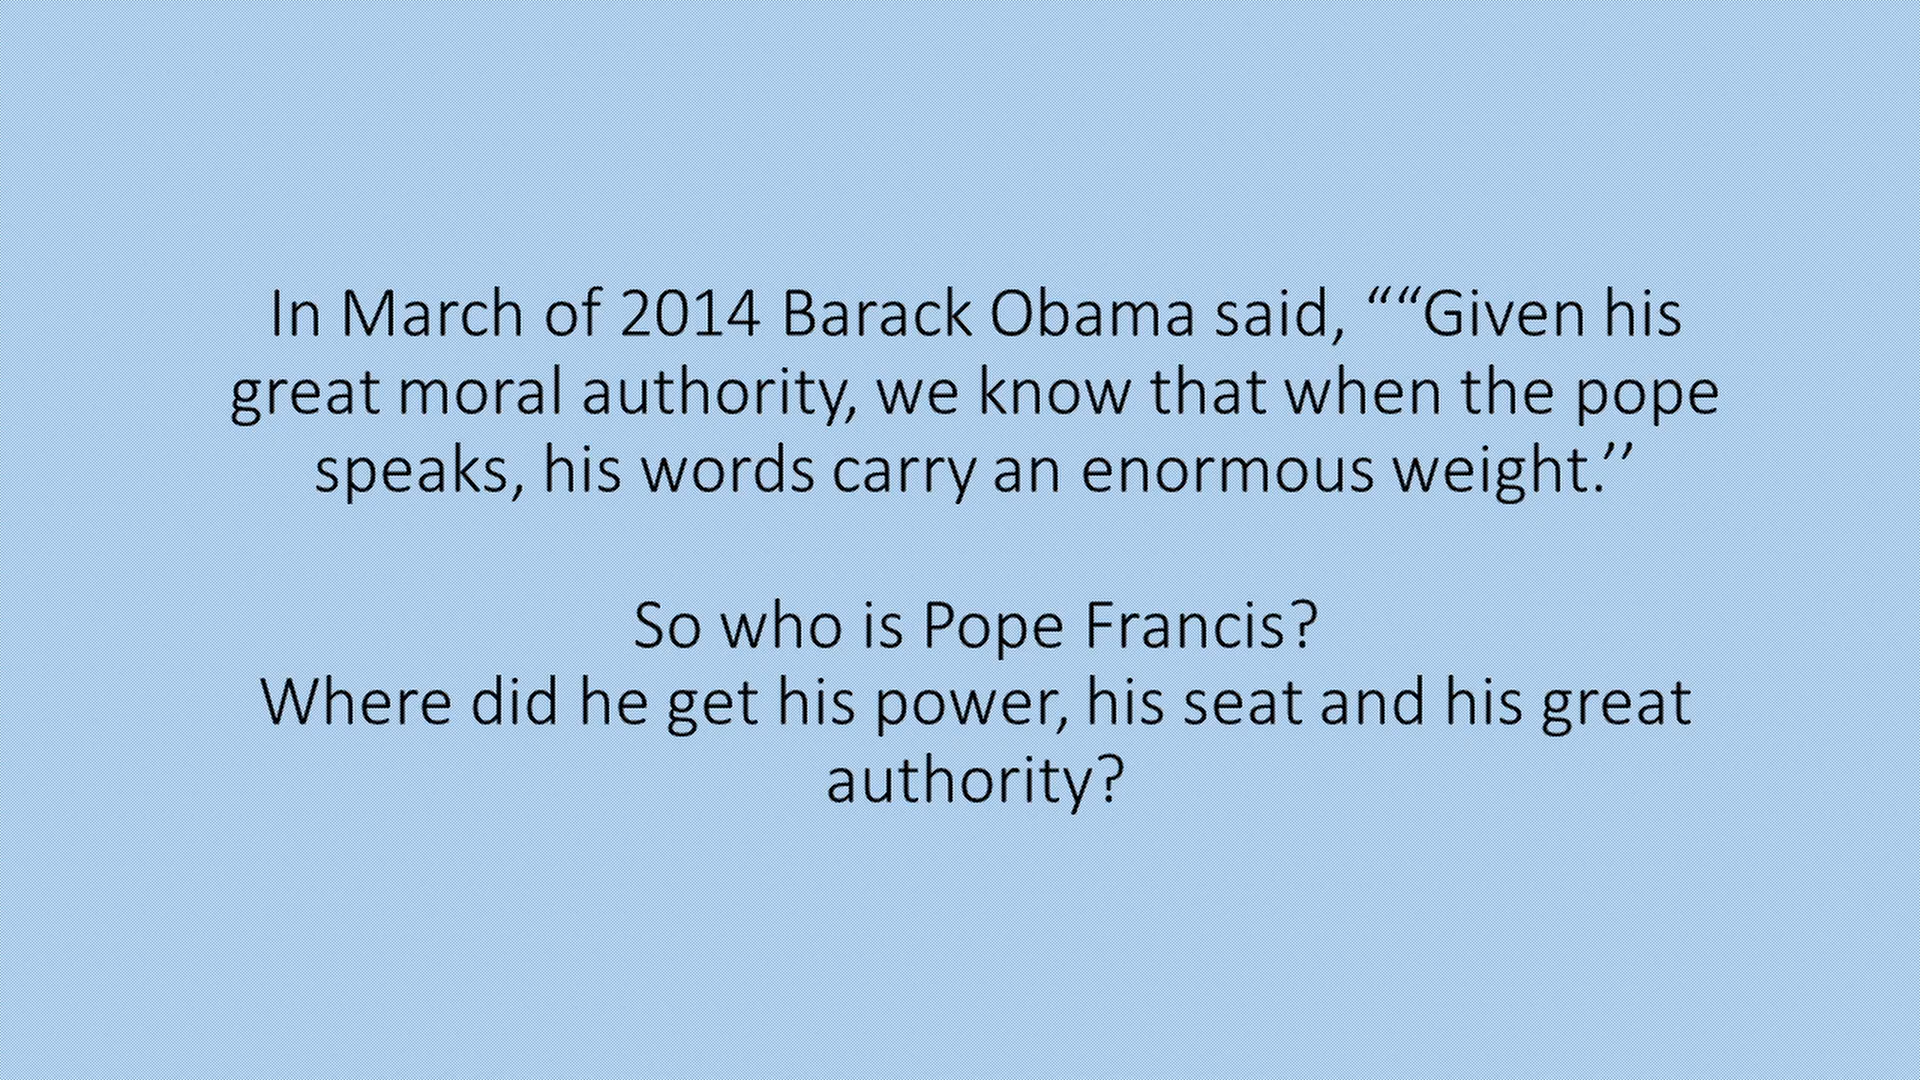 In March of 2014 Barack Obama said, ““Given his
great moral authority, we know that when the pope
speaks, his words carry an enormous weight.’’
So who is Pope Francis?
Where did he get his power, his seat and his great
authority?